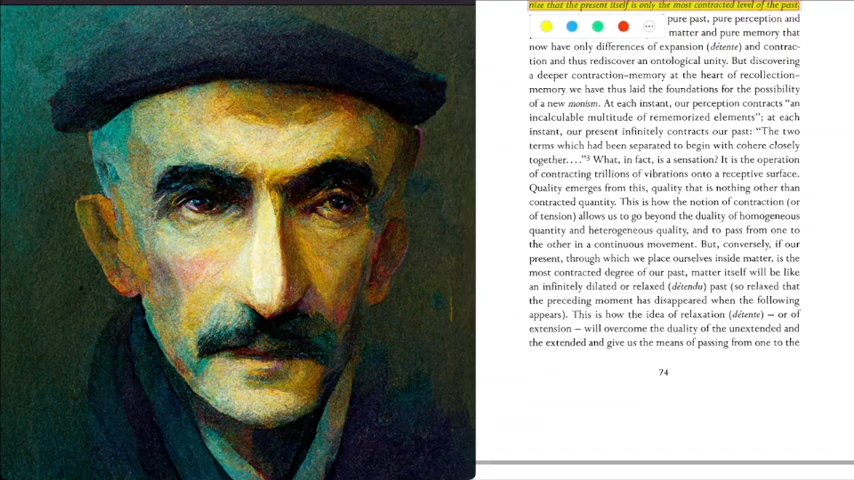 nize that the present itself is only the most contracted level of the past.
pure past, pure perception and
matter and pure memory that
now have only differences of expansion (détente) and contrac-
tion and thus rediscover an ontological unity. But discovering
a deeper contraction-memory at the heart of recollection-
memory we have thus laid the foundations for the possibility
of a new monism. At each instant, our perception contracts "an
incalculable multitude of rememorized elements"; at each
instant, our present infinitely contracts our past: "The two
terms which had been separated to begin with cohere closely
together...."³ What, in fact, is a sensation? It is the operation
of contracting trillions of vibrations onto a receptive surface.
Quality emerges from this, quality that is nothing other than
contracted quantity. This is how the notion of contraction (or
of tension) allows us to go beyond the duality of homogeneous
quantity and heterogeneous quality, and to pass from one to
the other in a continuous movement. But, conversely, if our
present, through which we place ourselves inside matter, is the
most contracted degree of our past, matter itself will be like
an infinitely dilated or relaxed (détendu) past (so relaxed that
the preceding moment has disappeared when the following
appears). This is how the idea of relaxation (détente) — or of
extension — will overcome the duality of the unextended and
the extended and give us the means of passing from one to the
74